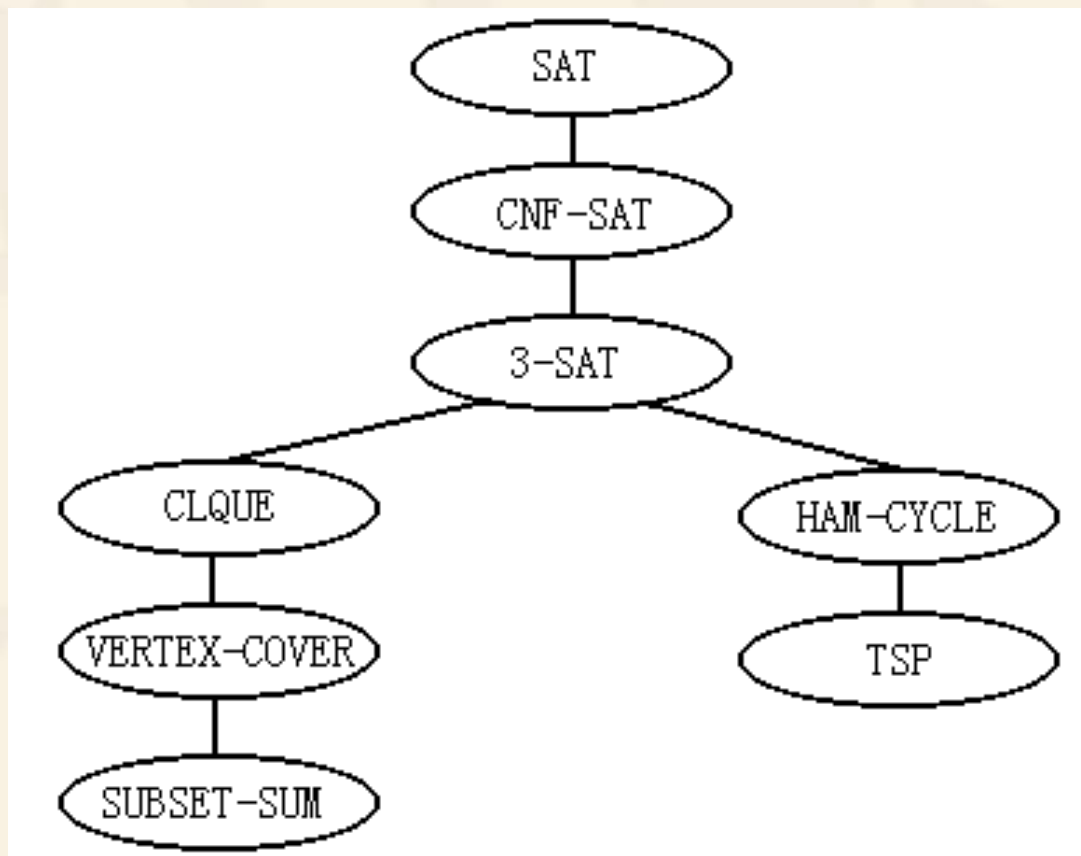 SAT
CNF-SAT
3-SAT
CLQUE
HAM-CYCLE
VERTEX-COVER
TSP
SUBSET-SUM